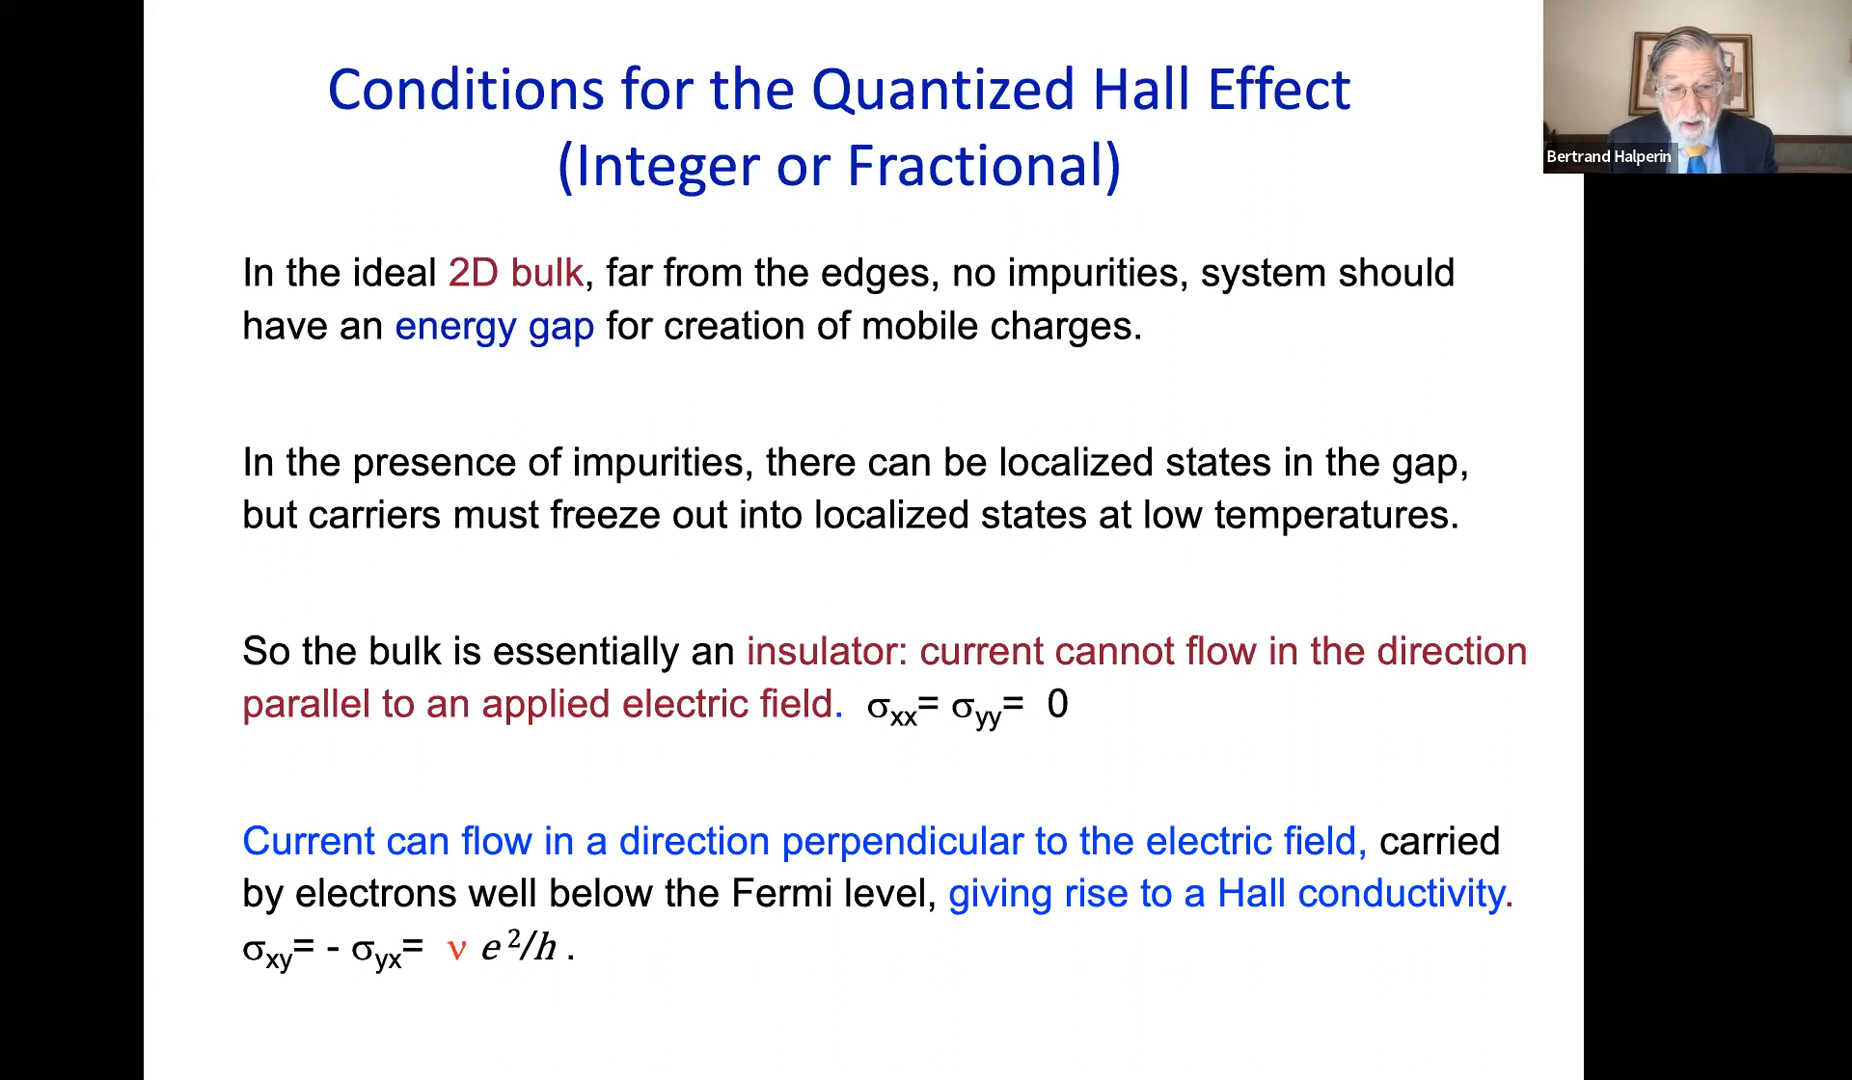 Conditions for the Quantized Hall Effect
(Integer or Fractional)
Bertrand Halperin
In the ideal 2D bulk, far from the edges, no impurities, system should
have an energy gap for creation of mobile charges.
In the presence of impurities, there can be localized states in the gap,
but carriers must freeze out into localized states at low temperatures.
So the bulk is essentially an insulator: current cannot flow in the direction
parallel to an applied electric field. σxx= σyy= 0
Current can flow in a direction perpendicular to the electric field, carried
by electrons well below the Fermi level, giving rise to a Hall conductivity.
σxy= - σyx= ν e²/h .